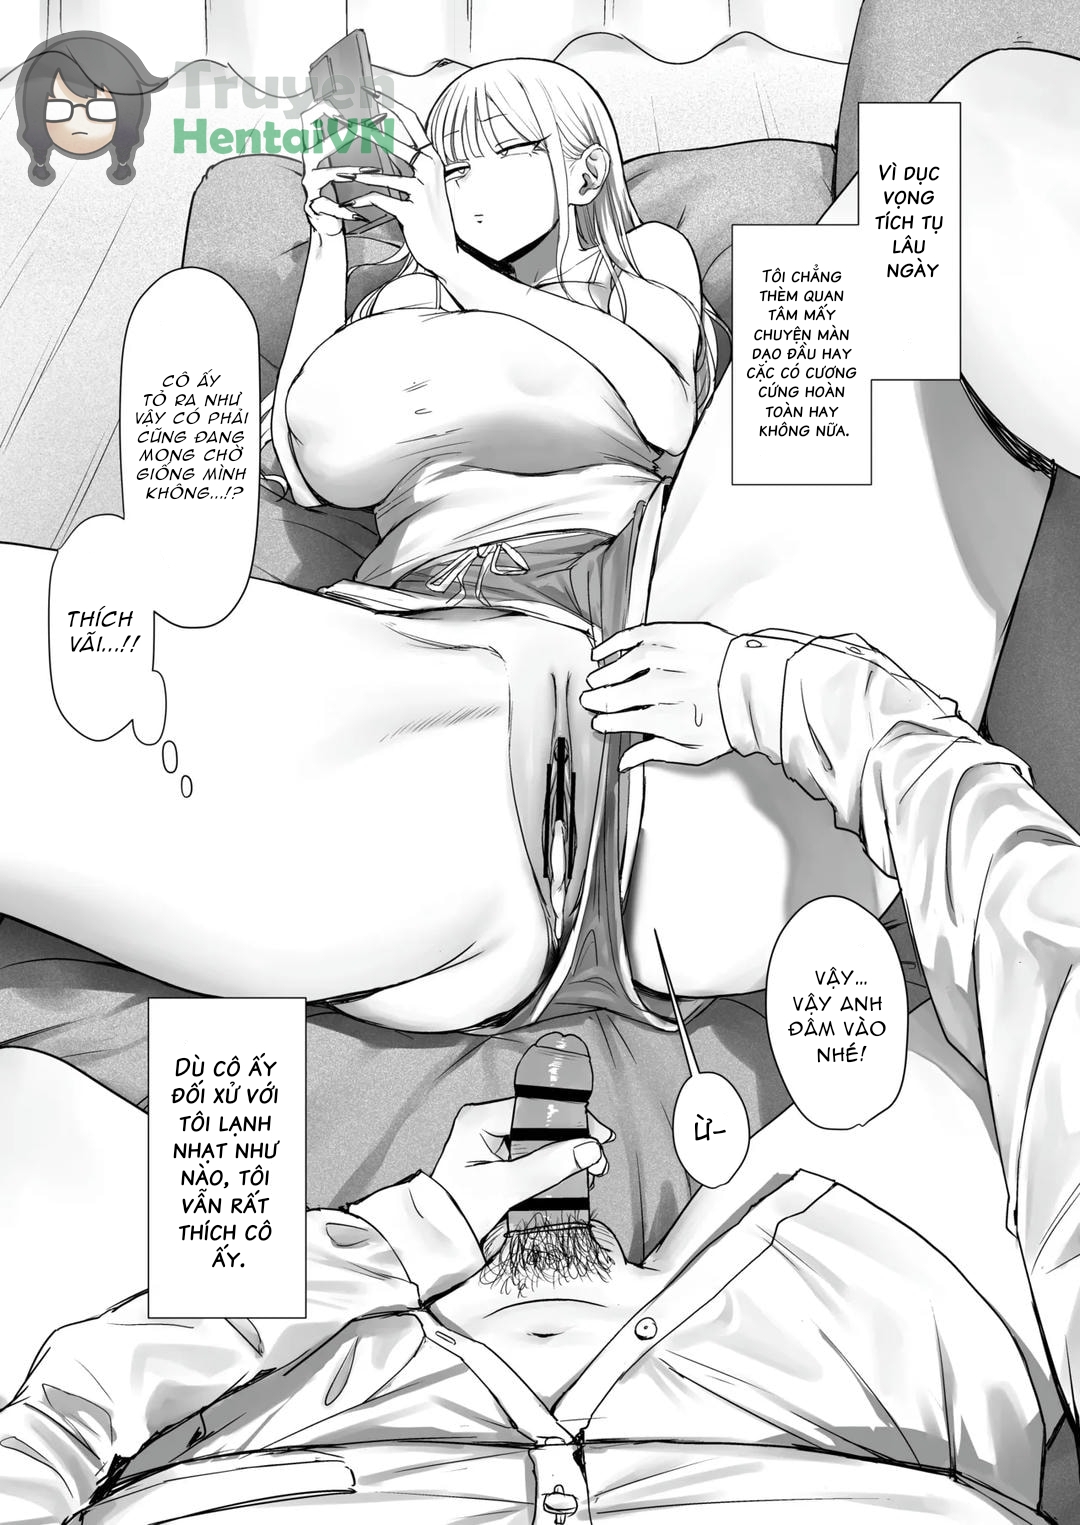 Truyen
HentaiVN
VÌ DỤC
VỌNG
TÍCH TỤ
LÂU
NGÀY
TÔI CHẲNG
THÈM QUAN
TÂM MẤY
CHUYỆN MÀN
DẠO ĐẦU HAY
CẶC CÓ CƯƠNG
CỨNG HOÀN
TOÀN HAY
KHÔNG NỮA.
CÔ ẤY
TỎ RA NHƯ
VẬY CÓ PHẢI
CŨNG ĐANG
MONG CHỜ
GIỐNG MÌNH
KHÔNG...!?
THÍCH
VÃI...!!
VẬY...
VẬY ANH
ĐÂM VÀO
NHÉ!
Ừ-
DÙ CÔ ẤY
ĐỐI XỬ VỚI
TÔI LẠNH
NHẠT NHƯ
NÀO, TÔI
VẪN RẤT
THÍCH CÔ
ẤY.